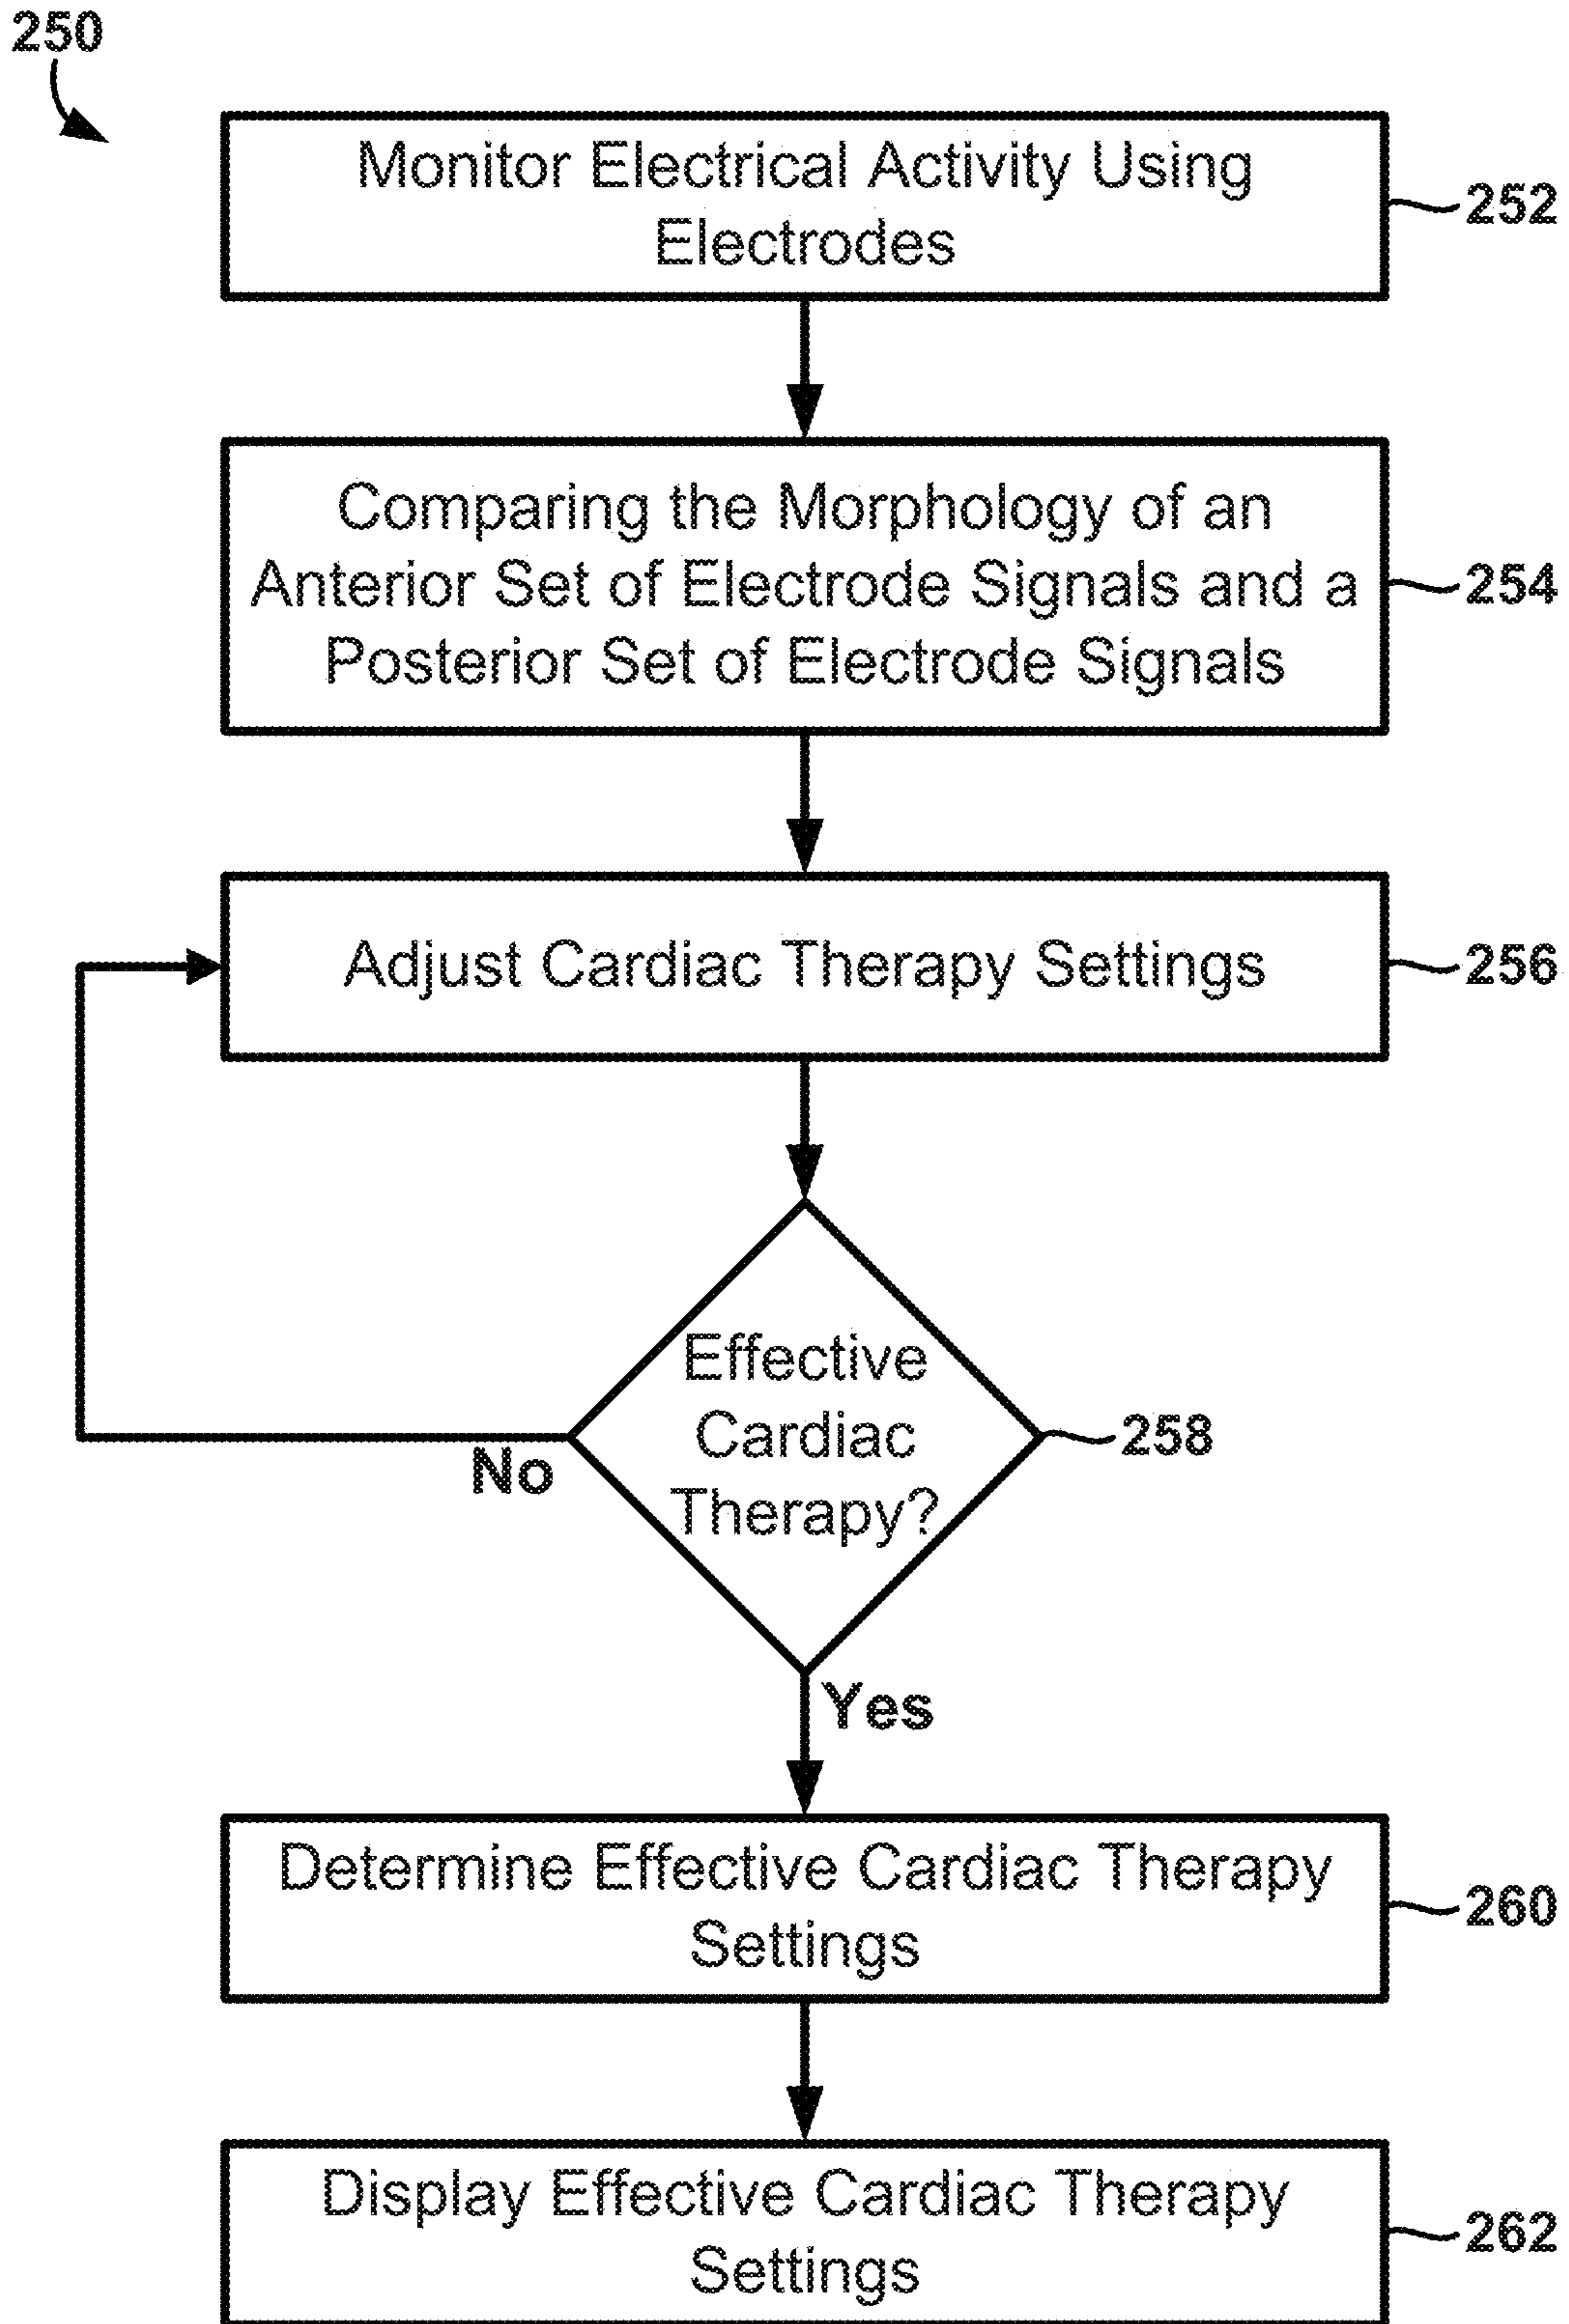 250
Monitor Electrical Activity Using
Electrodes
252
Comparing the Morphology of an
Anterior Set of Electrode Signals and a
Posterior Set of Electrode Signals
254
Adjust Cardiac Therapy Settings
256
Effective
Cardiac
Therapy?
258
No
Yes
Determine Effective Cardiac Therapy
Settings
260
Display Effective Cardiac Therapy
Settings
262